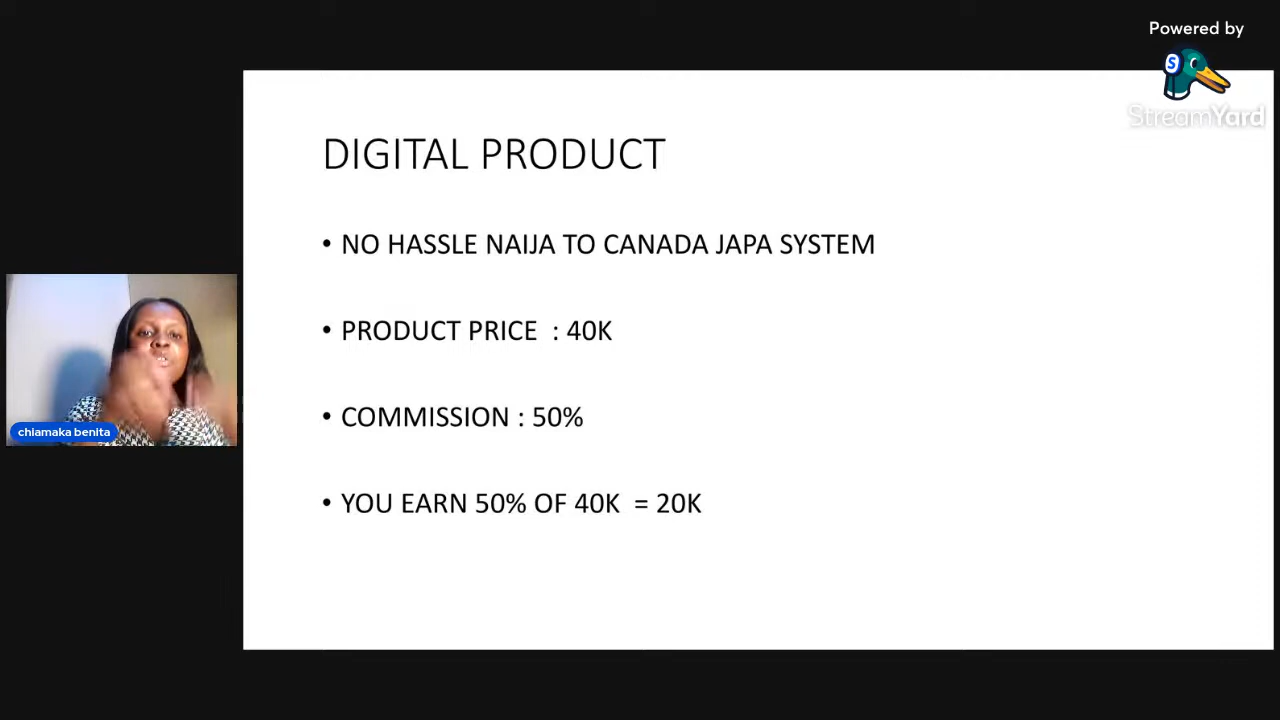 Powered by
StreamYard
DIGITAL PRODUCT
• NO HASSLE NAIJA TO CANADA JAPA SYSTEM
• PRODUCT PRICE : 40K
• COMMISSION : 50%
• YOU EARN 50% OF 40K = 20K
chiamaka benita